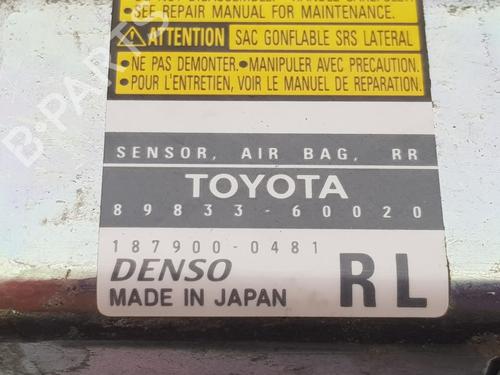 •SEE REPAIR MANUAL FOR MAINTENANCE.
ATTENTION SAC GONFLABLE SRS LATERAL
•NE PAS DEMONTER.•MANIPULER AVEC PRECAUTION.
•POUR L'ENTRETIEN, VOIR LE MANUEL DE REPARATION.
SENSOR, AIR BAG, RR
TOYOTA
89833-60020
187900-0481
DENSO
MADE IN JAPAN
RL